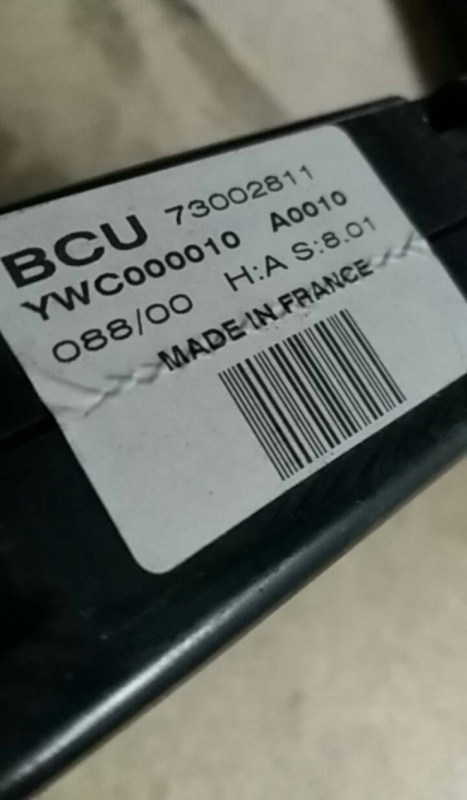 BCU 73002811
YWC000010 A0010
088/00 H:A S:8.01
MADE IN FRANCE